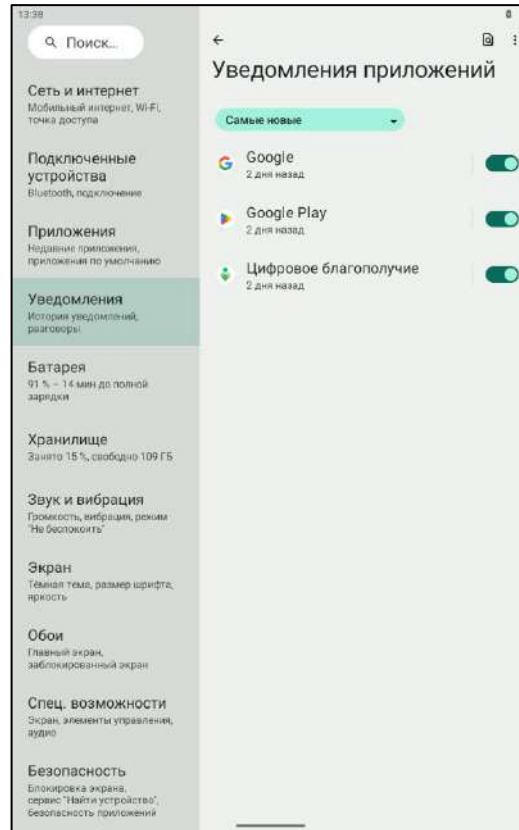 13:38
Поиск...
Сеть и интернет
Мобильный интернет, Wi-Fi,
точка доступа
Подключенные
устройства
Bluetooth, подключение
Приложения
Недавние приложения,
приложения по умолчанию
Уведомления
История уведомлений,
разговоры
Батарея
91 % – 14 мин до полной
зарядки
Хранилище
Занято 15 %, свободно 109 ГБ
Звук и вибрация
Громкость, вибрация, режим
"Не беспокоить"
Экран
Тёмная тема, размер шрифта,
яркость
Обои
Главный экран,
заблокированный экран
Спец. возможности
Экран, элементы управления,
аудио
Безопасность
Блокировка экрана,
сервис "Найти устройство",
безопасность приложений
Уведомления приложений
Самые новые
Google
2 дня назад
Google Play
2 дня назад
Цифровое благополучие
2 дня назад